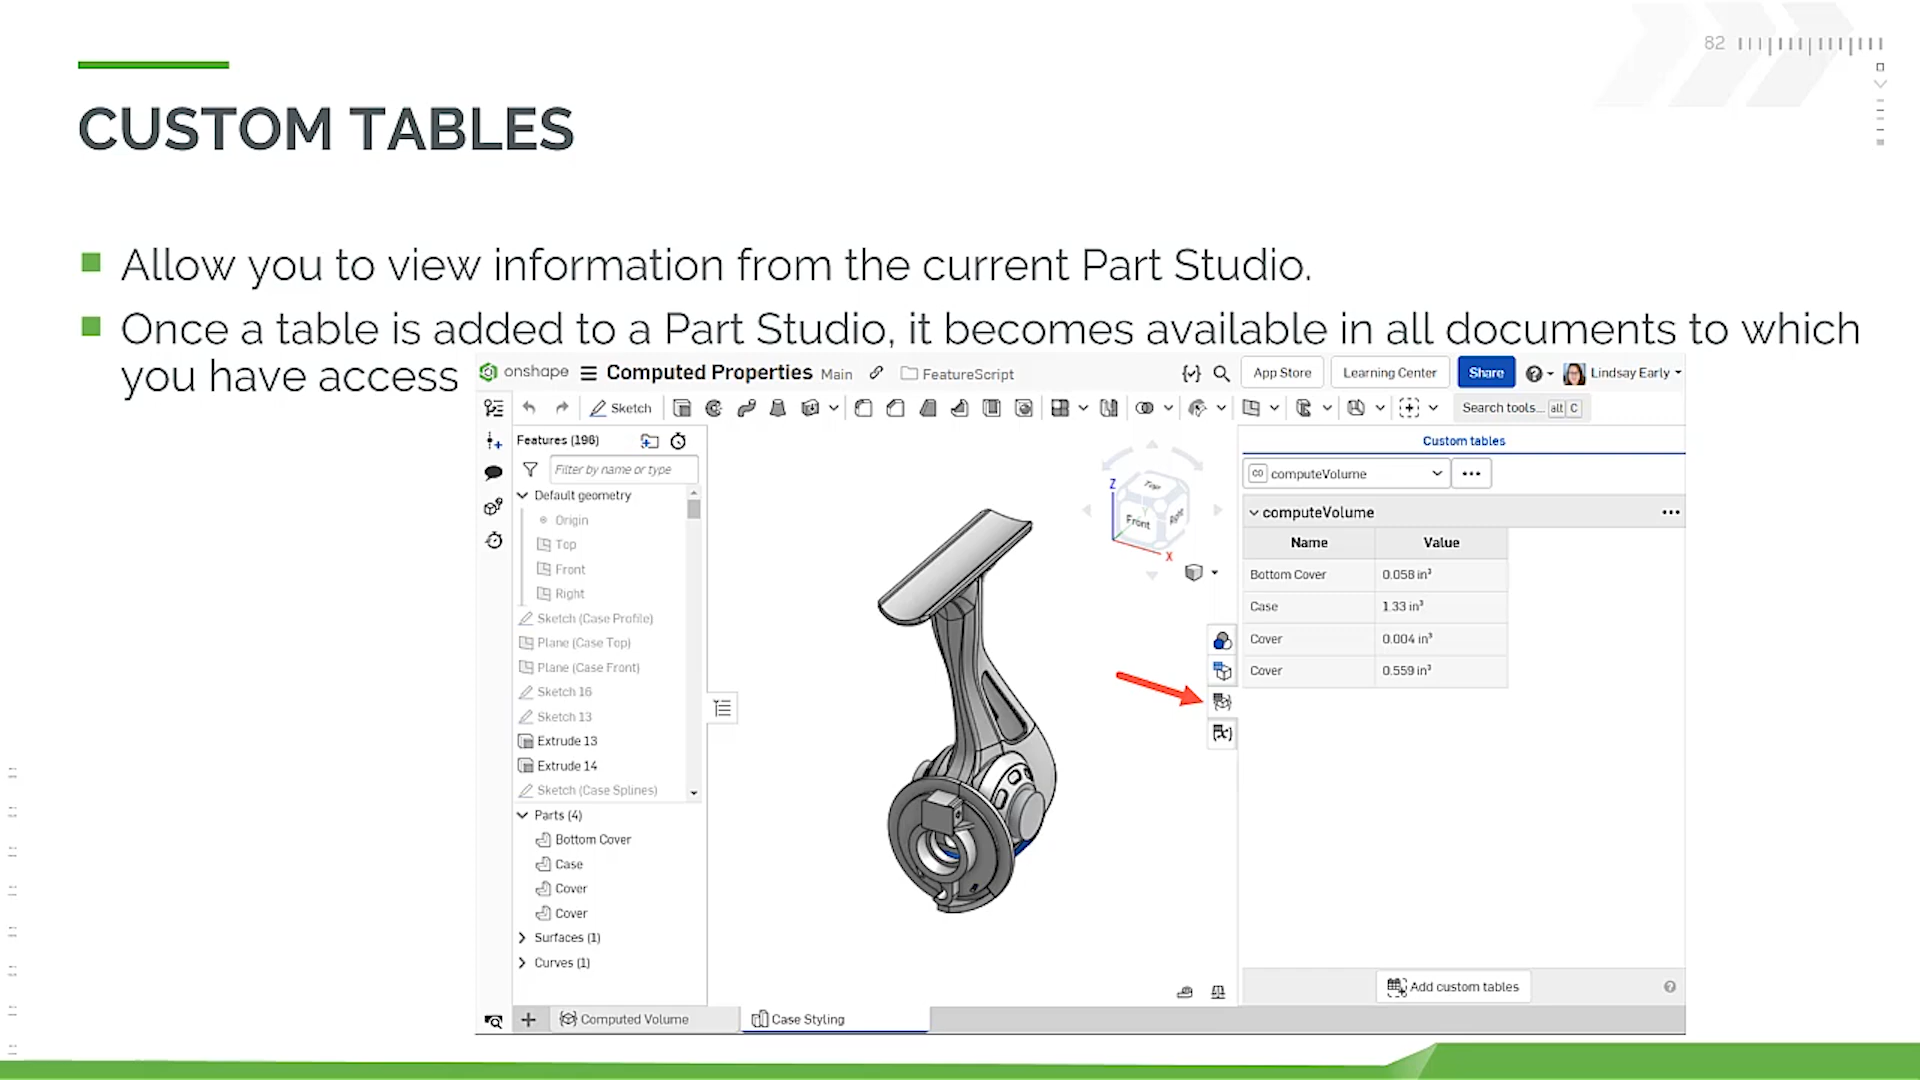 82
CUSTOM TABLES
Allow you to view information from the current Part Studio.
Once a table is added to a Part Studio, it becomes available in all documents to which
you have access
onshape Computed Properties Main FeatureScript App Store Learning Center Share Lindsay Early
Sketch Search tools... alt C
Features (196)
Filter by name or type
Default geometry
Origin
Top
Front
Right
Sketch (Case Profile)
Plane (Case Top)
Plane (Case Front)
Sketch 16
Sketch 13
Extrude 13
Extrude 14
Sketch (Case Splines)
Parts (4)
Bottom Cover
Case
Cover
Cover
Surfaces (1)
Curves (1)
Z
Top
Front
Right
X
Custom tables
computeVolume
computeVolume
Name Value
Bottom Cover 0.058 in³
Case 1.33 in³
Cover 0.004 in³
Cover 0.559 in³
Add custom tables
Computed Volume Case Styling